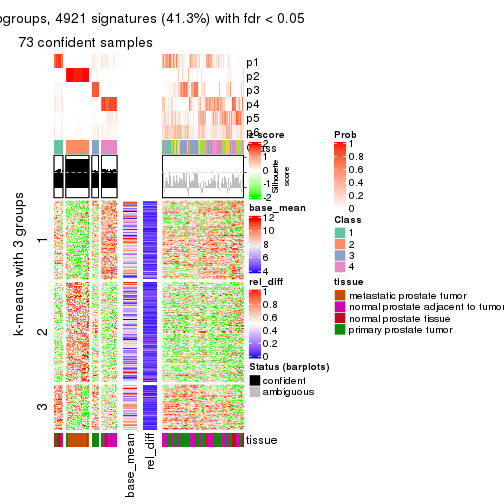 groups, 4921 signatures (41.3%) with fdr < 0.05
73 confident samples
p1
p2
p3
p4
p5
p6
Class
z-score
2
1
0
-1
-2
Silhouette
score
base_mean
12
10
8
6
4
rel_diff
1
0.8
0.6
0.4
0.2
0
Status (barplots)
confident
ambiguous
Prob
1
0.8
0.6
0.4
0.2
0
Class
1
2
3
4
tissue
metastatic prostate tumor
normal prostate adjacent to tumor
normal prostate tissue
primary prostate tumor
k-means with 3 groups
1
2
3
tissue
base_mean
rel_diff